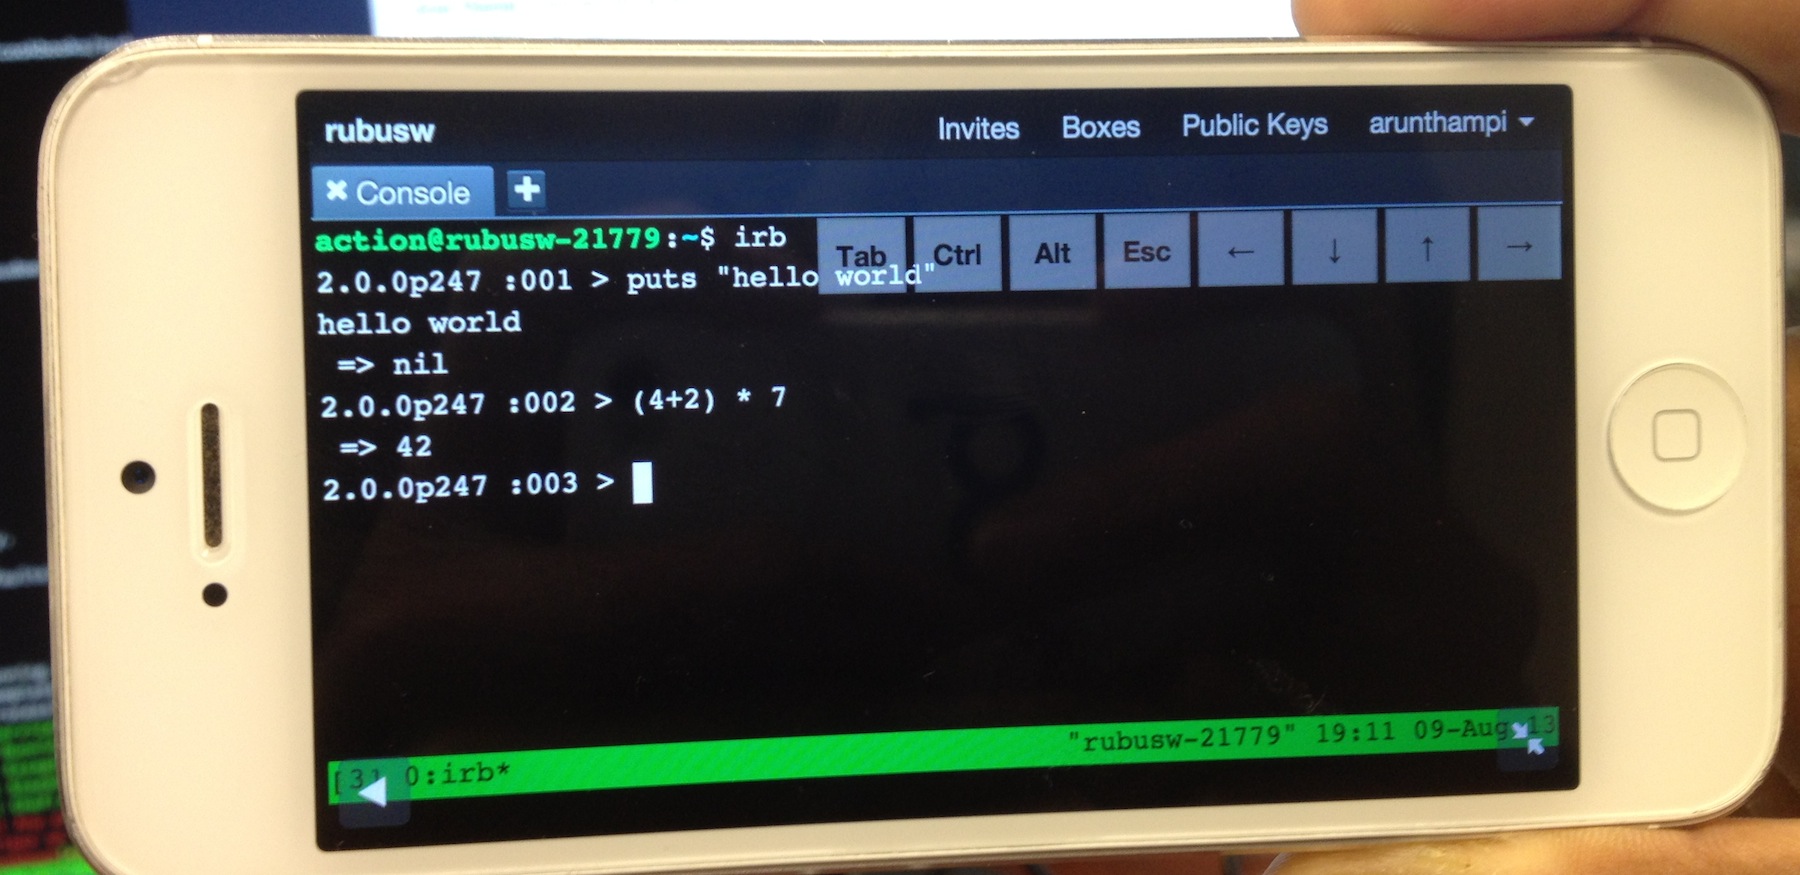 rubusw Invites Boxes Public Keys arunthampi
Console
action@rubusw-21779:~$ irb
Tab Ctrl Alt Esc ← ↓ ↑ →
2.0.0p247 :001 > puts "hello world"
hello world
=> nil
2.0.0p247 :002 > (4+2) * 7
=> 42
2.0.0p247 :003 >
[3] 0:irb* "rubusw-21779" 19:11 09-Aug-13